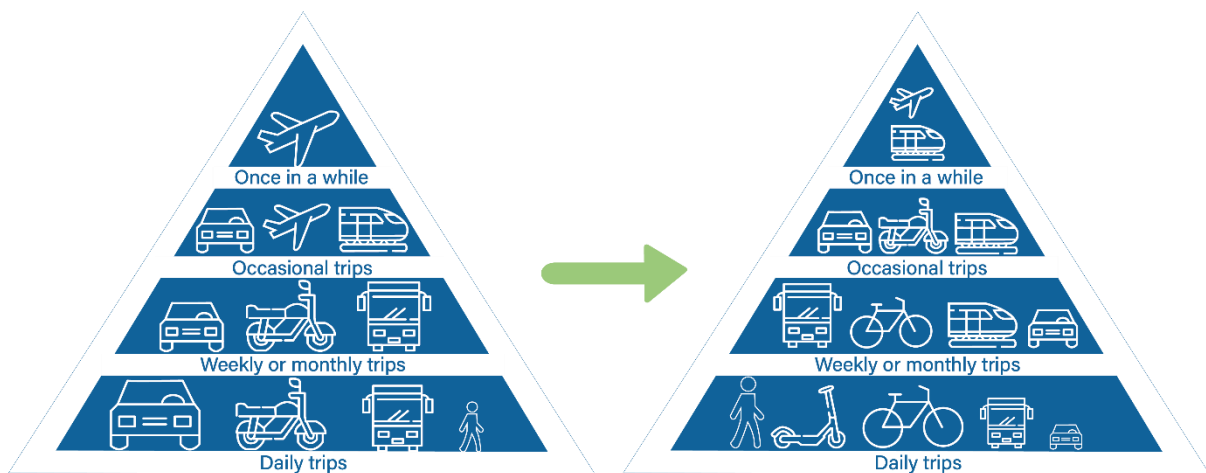 Once in a while
Occasional trips
Weekly or monthly trips
Daily trips
Once in a while
Occasional trips
Weekly or monthly trips
Daily trips